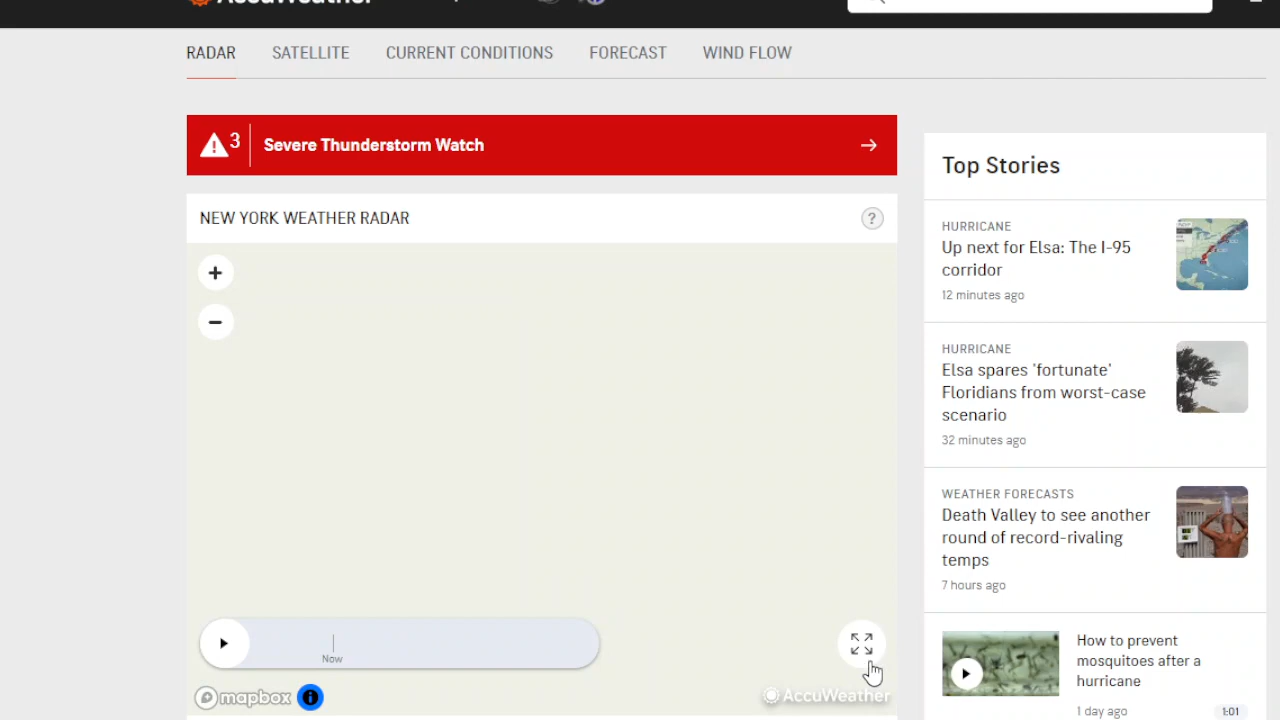 AccuWeather
RADAR
SATELLITE
CURRENT CONDITIONS
FORECAST
WIND FLOW
3
Severe Thunderstorm Watch
NEW YORK WEATHER RADAR
?
Now
mapbox
AccuWeather
Top Stories
HURRICANE
Up next for Elsa: The I-95
corridor
12 minutes ago
HURRICANE
Elsa spares 'fortunate'
Floridians from worst-case
scenario
32 minutes ago
WEATHER FORECASTS
Death Valley to see another
round of record-rivaling
temps
7 hours ago
How to prevent
mosquitoes after a
hurricane
1 day ago
1:01